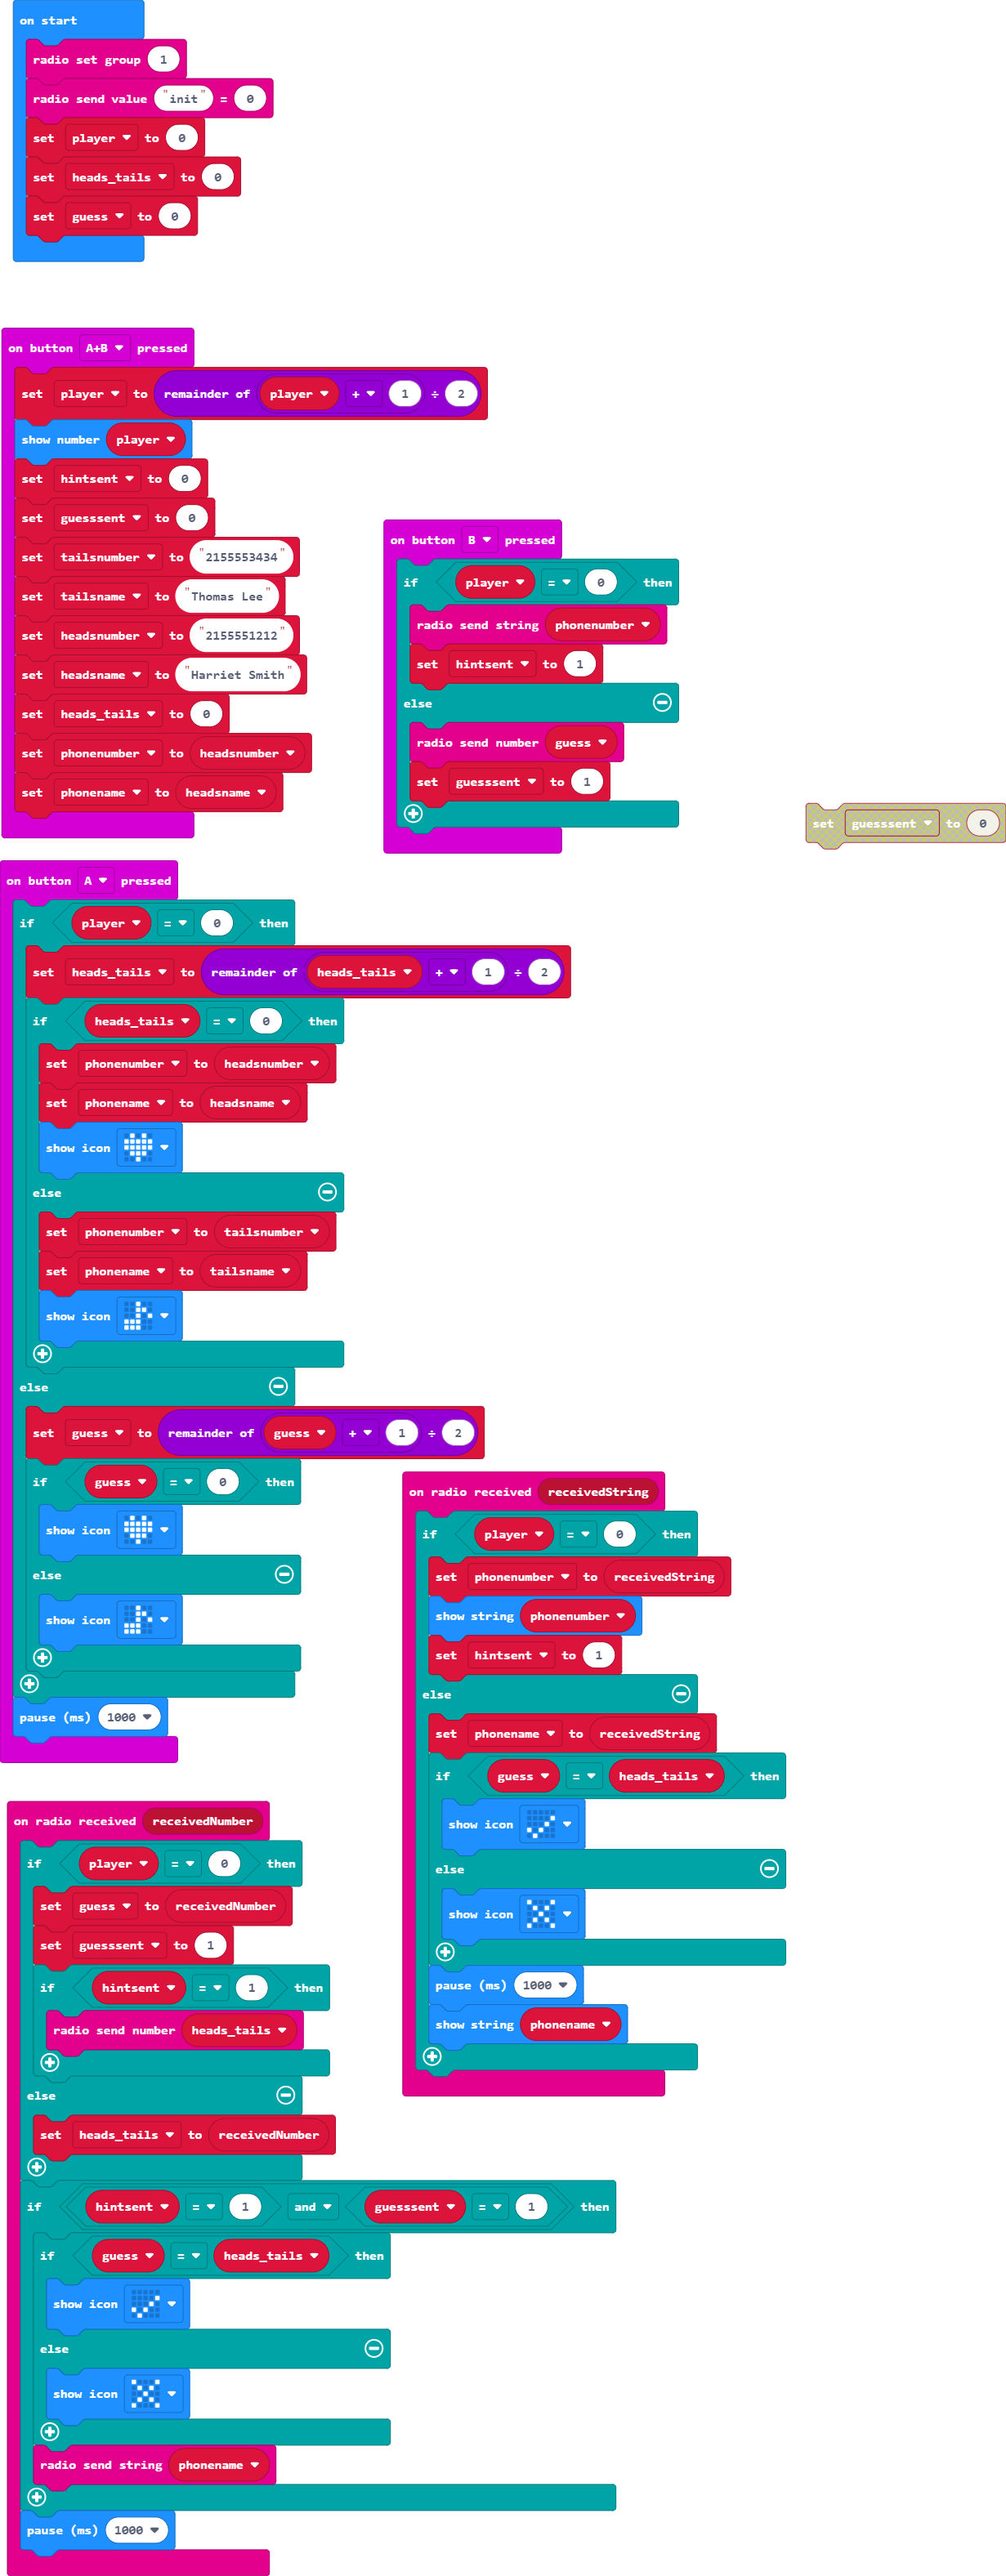 on start
radio set group 1
radio send value "init" = 0
set player to 0
set heads_tails to 0
set guess to 0
on button A+B pressed
set player to remainder of player + 1 ÷ 2
show number player
set hintsent to 0
set guesssent to 0
set tailsnumber to "2155553434"
set tailsname to "Thomas Lee"
set headsnumber to "2155551212"
set headsname to "Harriet Smith"
set heads_tails to 0
set phonenumber to headsnumber
set phonename to headsname
on button B pressed
if player = 0 then
radio send string phonenumber
set hintsent to 1
else
radio send number guess
set guesssent to 1
set guesssent to 0
on button A pressed
if player = 0 then
set heads_tails to remainder of heads_tails + 1 ÷ 2
if heads_tails = 0 then
set phonenumber to headsnumber
set phonename to headsname
show icon
else
set phonenumber to tailsnumber
set phonename to tailsname
show icon
else
set guess to remainder of guess + 1 ÷ 2
if guess = 0 then
show icon
else
show icon
pause (ms) 1000
on radio received receivedString
if player = 0 then
set phonenumber to receivedString
show string phonenumber
set hintsent to 1
else
set phonename to receivedString
if guess = heads_tails then
show icon
else
show icon
pause (ms) 1000
show string phonename
on radio received receivedNumber
if player = 0 then
set guess to receivedNumber
set guesssent to 1
if hintsent = 1 then
radio send number heads_tails
else
set heads_tails to receivedNumber
if hintsent = 1 and guesssent = 1 then
if guess = heads_tails then
show icon
else
show icon
radio send string phonename
pause (ms) 1000